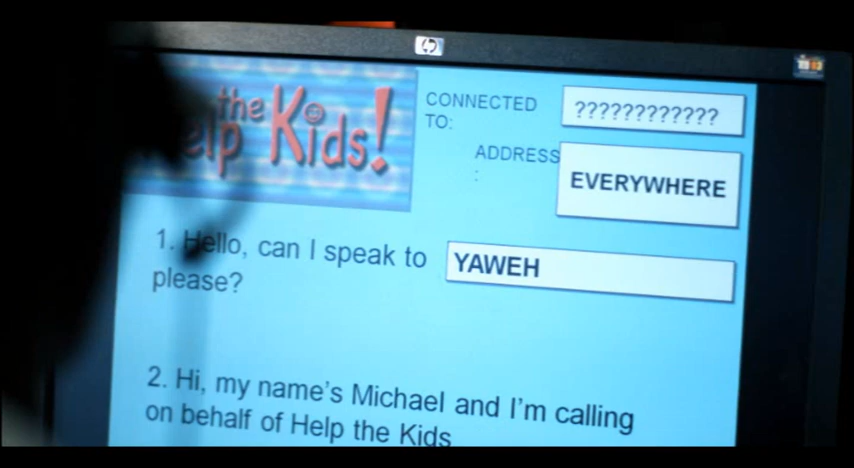 hp
the
elp Kids!
CONNECTED
TO:
????????????
ADDRESS
:
EVERYWHERE
1. Hello, can I speak to
please?
YAWEH
2. Hi, my name's Michael and I'm calling
on behalf of Help the Kids